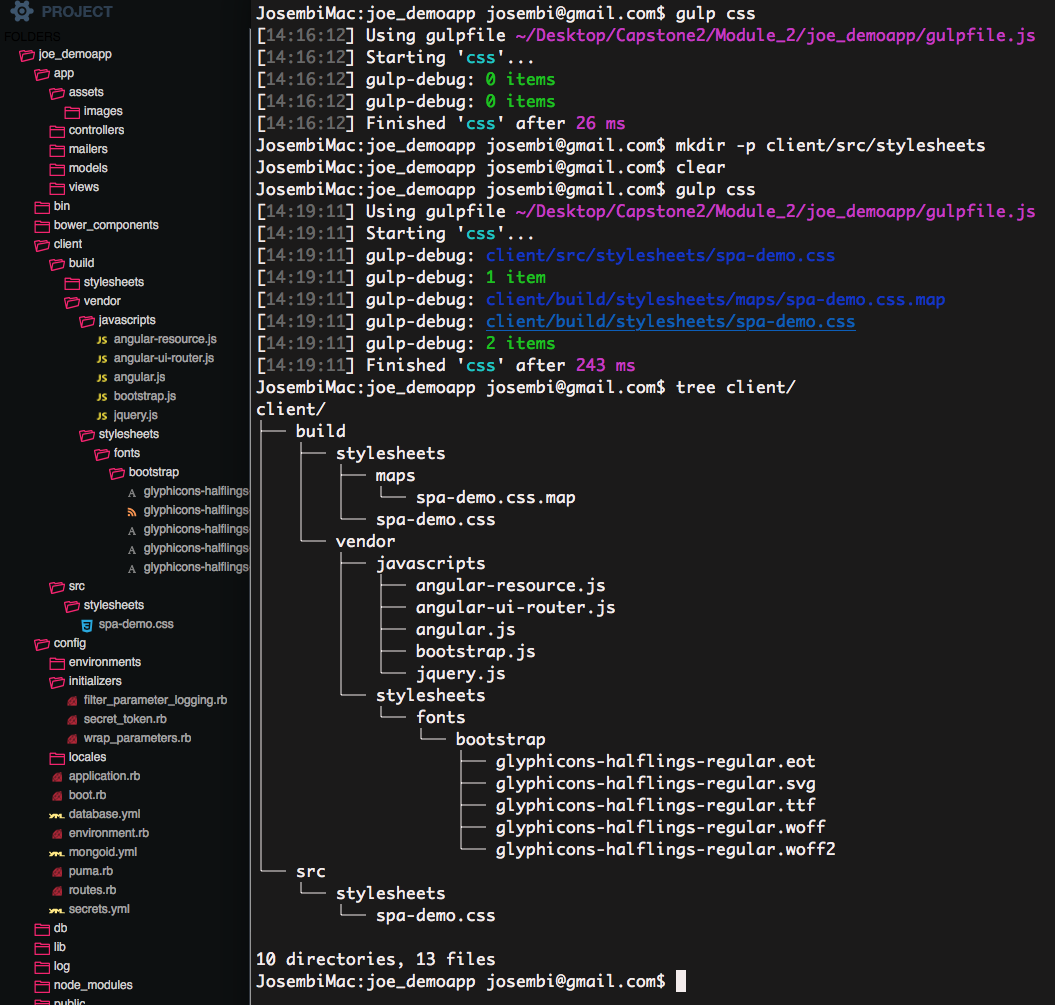 PROJECT
FOLDERS
joe_demoapp
app
assets
images
controllers
mailers
models
views
bin
bower_components
client
build
stylesheets
vendor
javascripts
JS angular-resource.js
JS angular-ui-router.js
JS angular.js
JS bootstrap.js
JS jquery.js
stylesheets
fonts
bootstrap
A glyphicons-halflings
glyphicons-halflings
A glyphicons-halflings
A glyphicons-halflings
A glyphicons-halflings
src
stylesheets
spa-demo.css
config
environments
initializers
filter_parameter_logging.rb
secret_token.rb
wrap_parameters.rb
locales
application.rb
boot.rb
YML database.yml
environment.rb
YML mongoid.yml
puma.rb
routes.rb
YML secrets.yml
db
lib
log
node_modules
public
JosembiMac:joe_demoapp josembi@gmail.com$ gulp css
[14:16:12] Using gulpfile ~/Desktop/Capstone2/Module_2/joe_demoapp/gulpfile.js
[14:16:12] Starting 'css'...
[14:16:12] gulp-debug: 0 items
[14:16:12] gulp-debug: 0 items
[14:16:12] Finished 'css' after 26 ms
JosembiMac:joe_demoapp josembi@gmail.com$ mkdir -p client/src/stylesheets
JosembiMac:joe_demoapp josembi@gmail.com$ clear
JosembiMac:joe_demoapp josembi@gmail.com$ gulp css
[14:19:11] Using gulpfile ~/Desktop/Capstone2/Module_2/joe_demoapp/gulpfile.js
[14:19:11] Starting 'css'...
[14:19:11] gulp-debug: client/src/stylesheets/spa-demo.css
[14:19:11] gulp-debug: 1 item
[14:19:11] gulp-debug: client/build/stylesheets/maps/spa-demo.css.map
[14:19:11] gulp-debug: client/build/stylesheets/spa-demo.css
[14:19:11] gulp-debug: 2 items
[14:19:11] Finished 'css' after 243 ms
JosembiMac:joe_demoapp josembi@gmail.com$ tree client/
client/
build
stylesheets
maps
spa-demo.css.map
spa-demo.css
vendor
javascripts
angular-resource.js
angular-ui-router.js
angular.js
bootstrap.js
jquery.js
stylesheets
fonts
bootstrap
glyphicons-halflings-regular.eot
glyphicons-halflings-regular.svg
glyphicons-halflings-regular.ttf
glyphicons-halflings-regular.woff
glyphicons-halflings-regular.woff2
src
stylesheets
spa-demo.css
10 directories, 13 files
JosembiMac:joe_demoapp josembi@gmail.com$